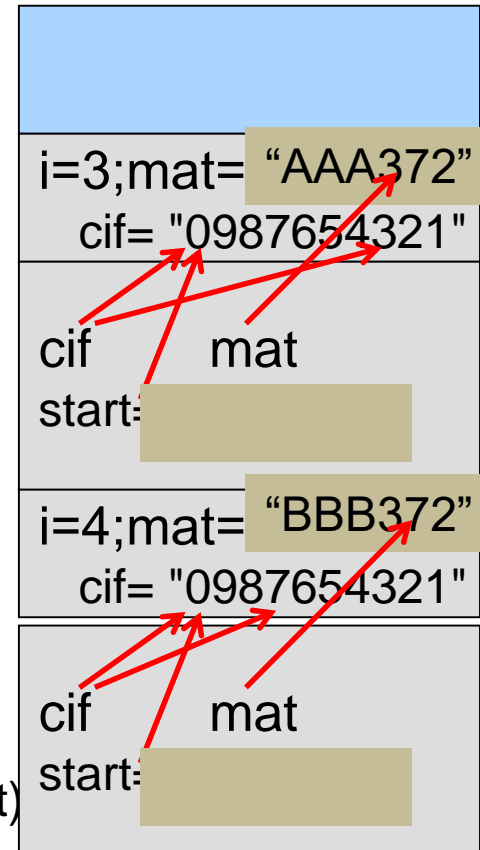 i=3;mat= “AAA372”
cif= "0987654321"
cif mat
start=
i=4;mat= “BBB372”
cif= "0987654321"
cif mat
start=
t)